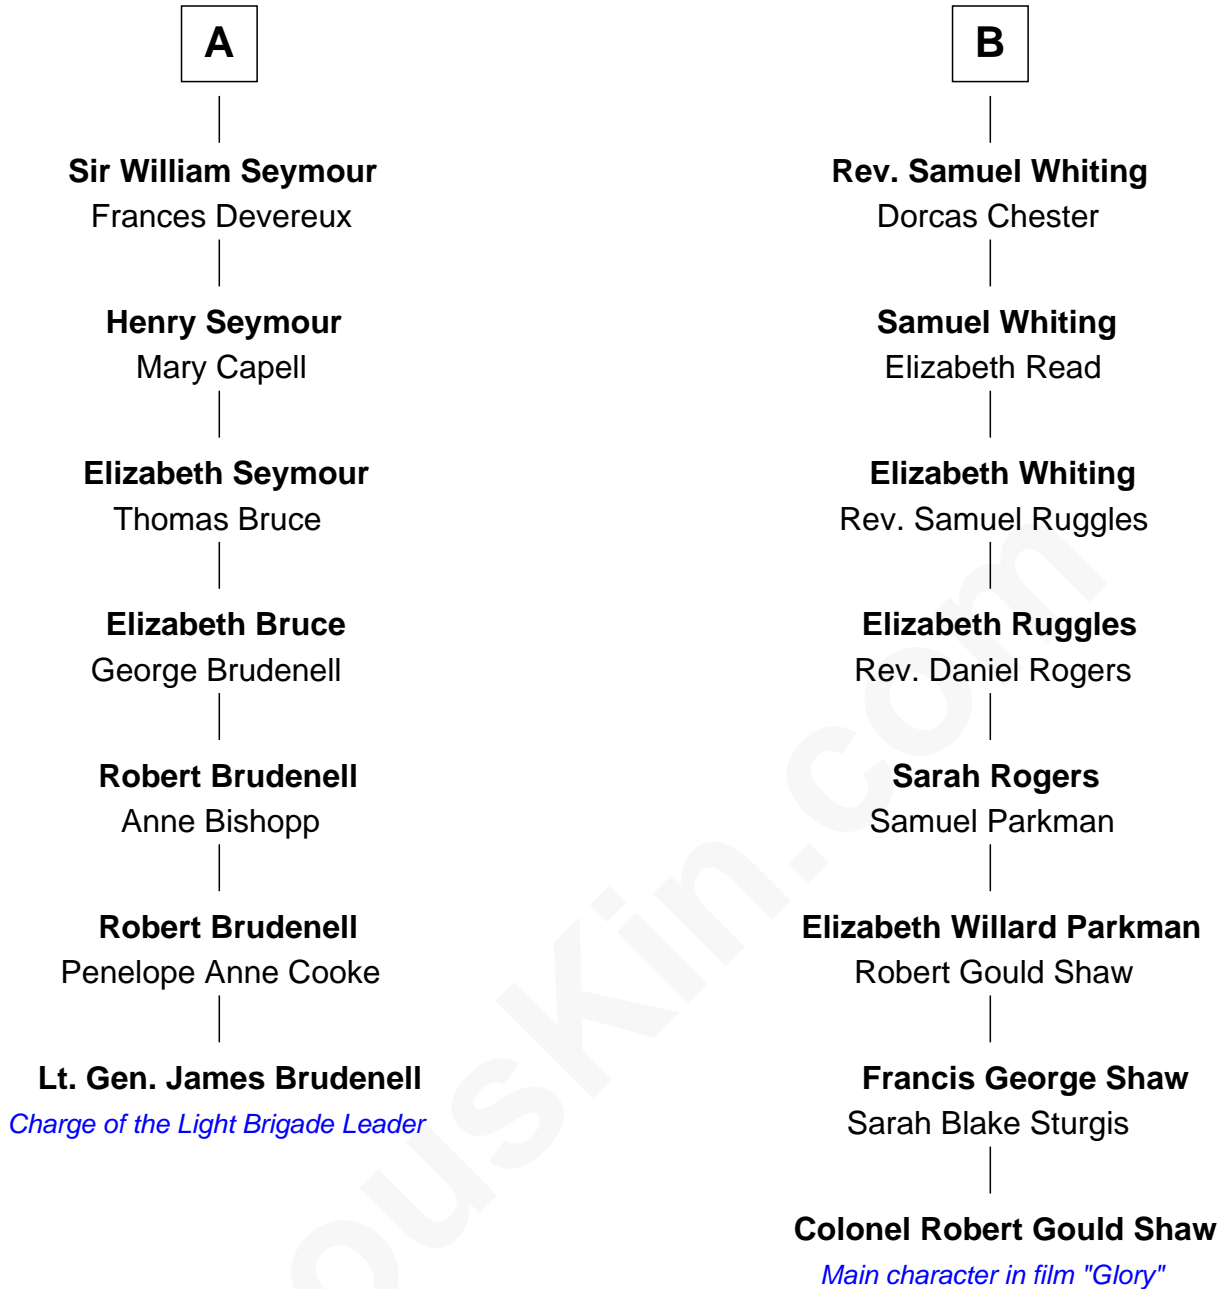 A
Sir William Seymour
Frances Devereux
Henry Seymour
Mary Capell
Elizabeth Seymour
Thomas Bruce
Elizabeth Bruce
George Brudenell
Robert Brudenell
Anne Bishopp
Robert Brudenell
Penelope Anne Cooke
Lt. Gen. James Brudenell
Charge of the Light Brigade Leader
B
Rev. Samuel Whiting
Dorcas Chester
Samuel Whiting
Elizabeth Read
Elizabeth Whiting
Rev. Samuel Ruggles
Elizabeth Ruggles
Rev. Daniel Rogers
Sarah Rogers
Samuel Parkman
Elizabeth Willard Parkman
Robert Gould Shaw
Francis George Shaw
Sarah Blake Sturgis
Colonel Robert Gould Shaw
Main character in film "Glory"
ousKin.com